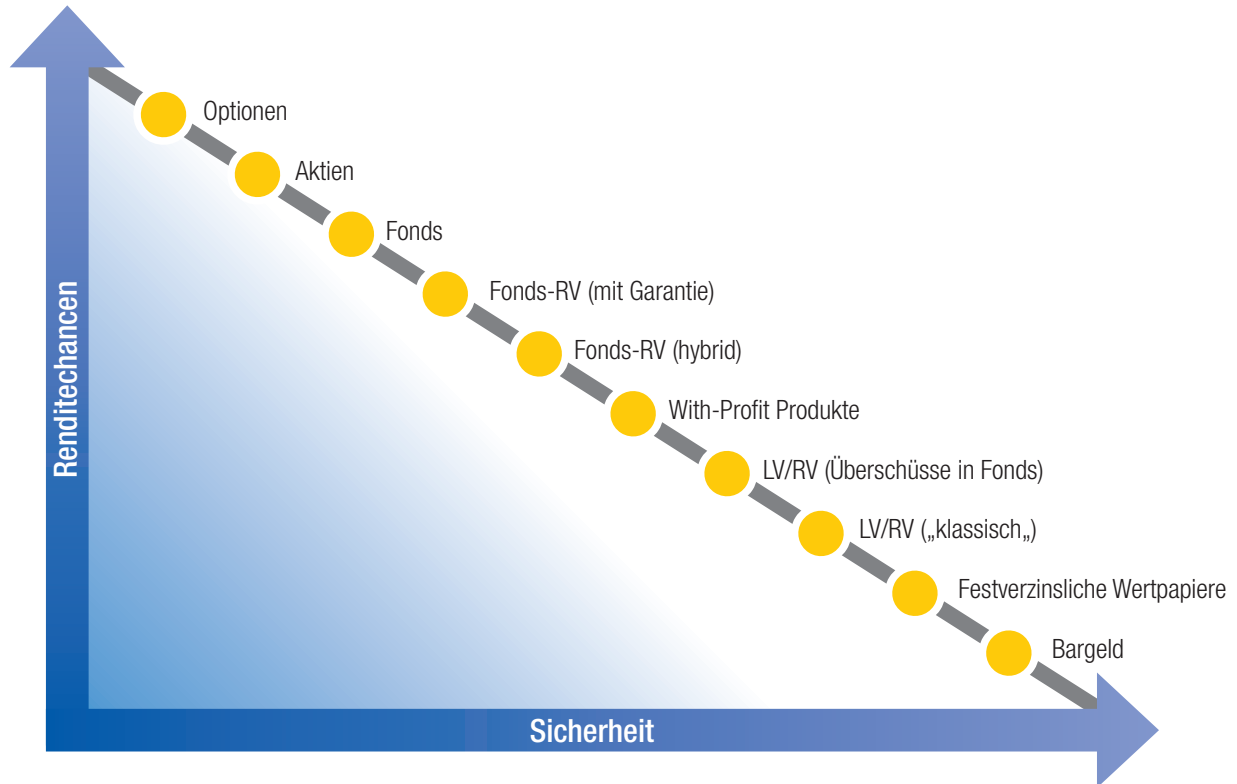 Optionen
Aktien
Fonds
Fonds-RV (mit Garantie)
Fonds-RV (hybrid)
With-Profit Produkte
LV/RV (Überschüsse in Fonds)
LV/RV („klassisch„)
Festverzinsliche Wertpapiere
Bargeld
Renditechancen
Sicherheit